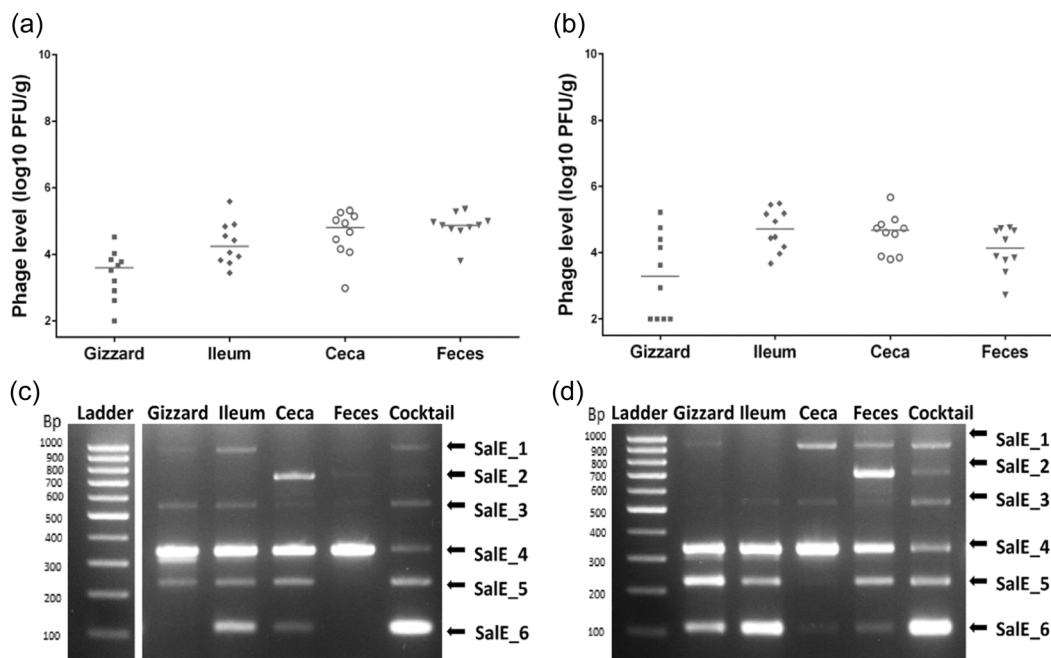 (a)
Phage level (log10 PFU/g)
10
8
6
4
2
Gizzard Ileum Ceca Feces
(b)
Phage level (log10 PFU/g)
10
8
6
4
2
Gizzard Ileum Ceca Feces
(c)
Bp Ladder Gizzard Ileum Ceca Feces Cocktail
1000
900
800
700
600
500
400
300
200
100
SalE_1
SalE_2
SalE_3
SalE_4
SalE_5
SalE_6
(d)
Bp Ladder Gizzard Ileum Ceca Feces Cocktail
1000
900
800
700
600
500
400
300
200
100
SalE_1
SalE_2
SalE_3
SalE_4
SalE_5
SalE_6